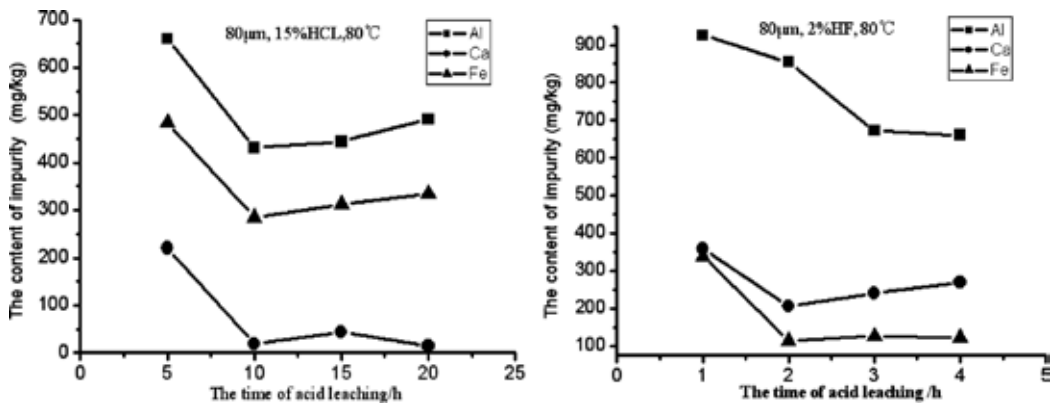 80μm, 15%HCL,80℃
Al
Ca
Fe
The content of impurity (mg/kg)
700
600
500
400
300
200
100
0
0
5
10
15
20
25
The time of acid leaching/h
80μm, 2%HF, 80℃
Al
Ca
Fe
The content of impurity (mg/kg)
900
800
700
600
500
400
300
200
100
0
1
2
3
4
5
The time of acid leaching /h